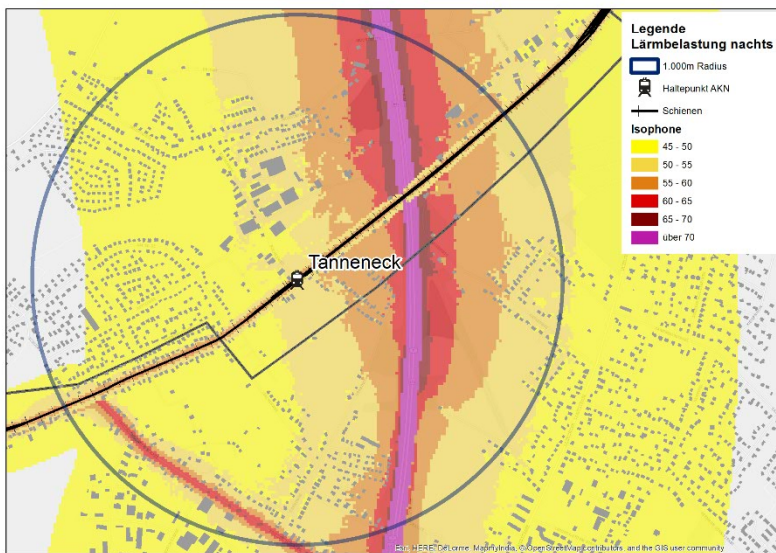 Legende
Lärmbelastung nachts
1.000m Radius
Haltepunkt AKN
Schienen
Isophone
45 - 50
50 - 55
55 - 60
60 - 65
65 - 70
über 70
Tanneneck
Esri, HERE, DeLorme, MapmyIndia, © OpenStreetMap contributors, and the GIS user community